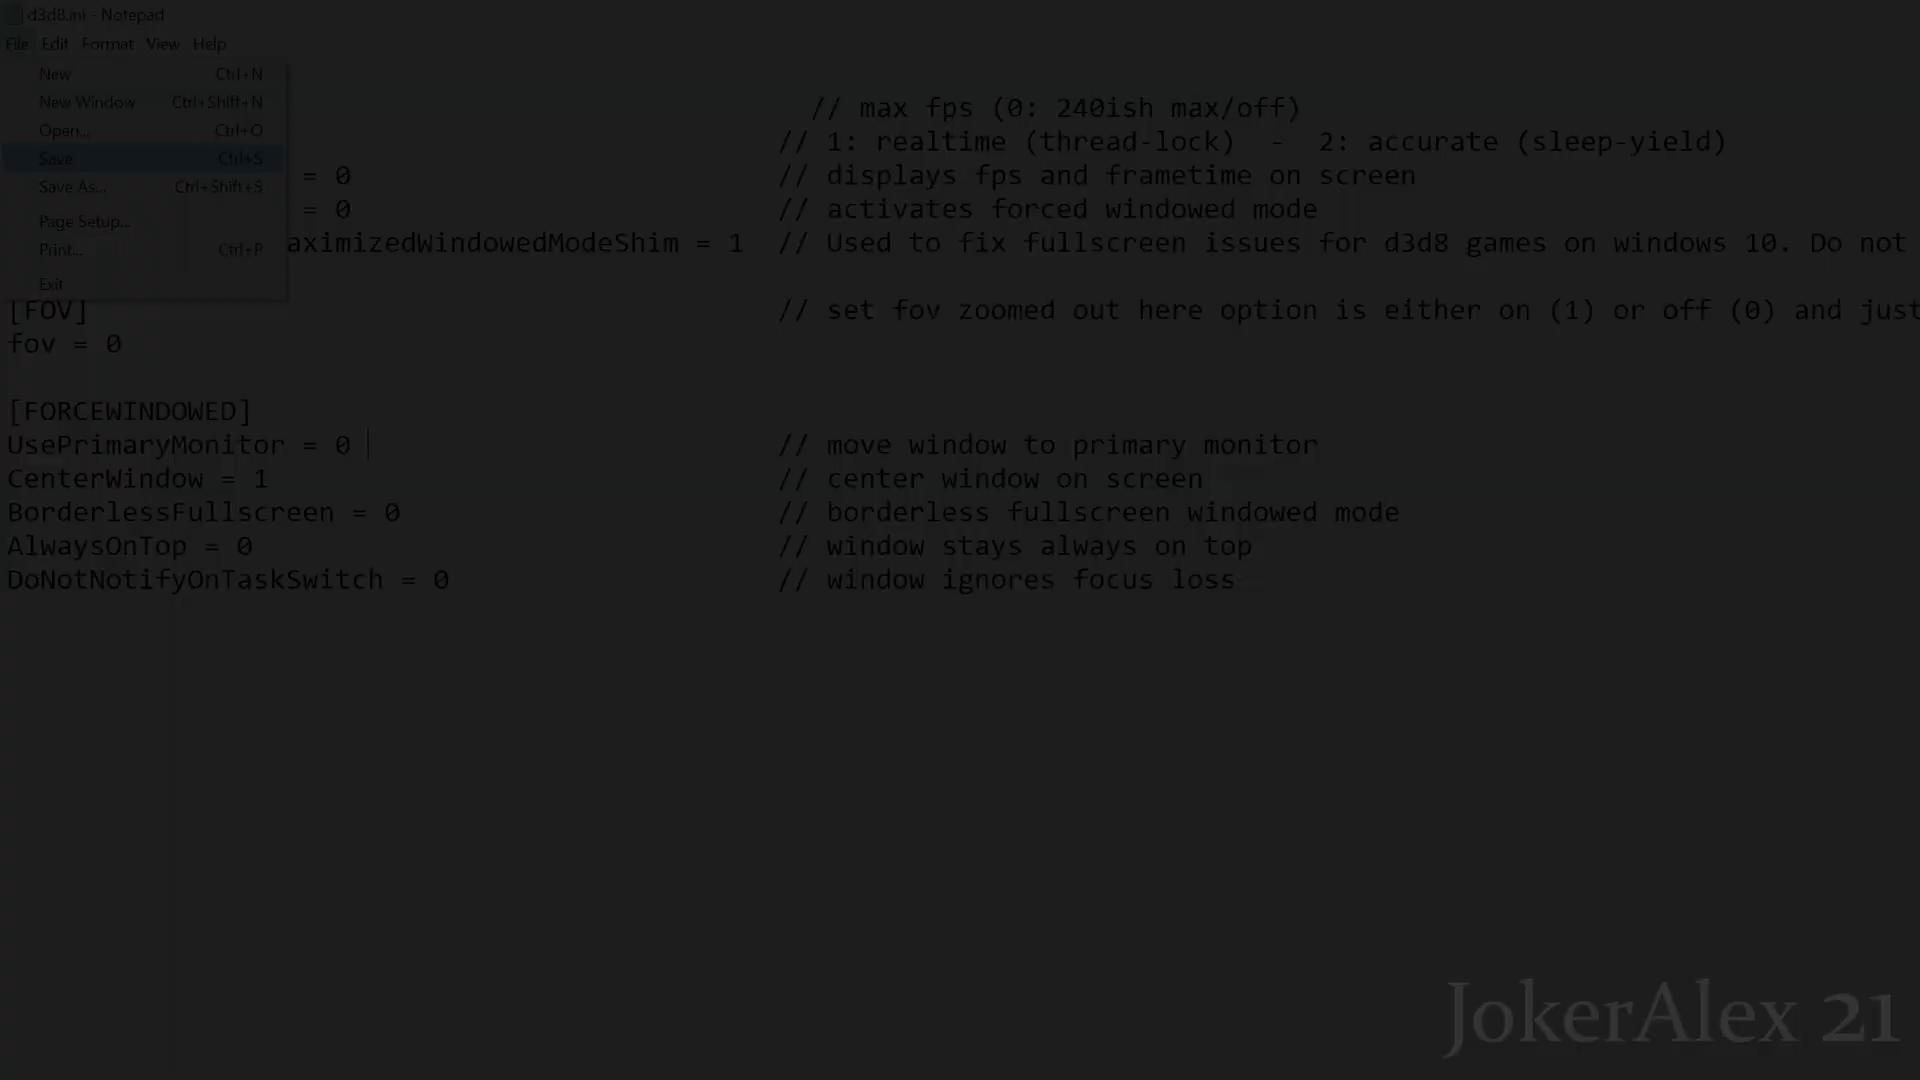 d3d8.ini - Notepad
File Edit Format View Help
New Ctrl+N
New Window Ctrl+Shift+N
Open... Ctrl+O
Save Ctrl+S
Save As... Ctrl+Shift+S
Page Setup...
Print... Ctrl+P
Exit
// max fps (0: 240ish max/off)
// 1: realtime (thread-lock) - 2: accurate (sleep-yield)
= 0 // displays fps and frametime on screen
= 0 // activates forced windowed mode
aximizedWindowedModeShim = 1 // Used to fix fullscreen issues for d3d8 games on windows 10. Do not
[FOV] // set fov zoomed out here option is either on (1) or off (0) and just
fov = 0
[FORCEWINDOWED]
UsePrimaryMonitor = 0 // move window to primary monitor
CenterWindow = 1 // center window on screen
BorderlessFullscreen = 0 // borderless fullscreen windowed mode
AlwaysOnTop = 0 // window stays always on top
DoNotNotifyOnTaskSwitch = 0 // window ignores focus loss
JokerAlex 21